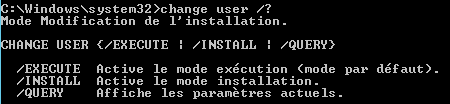 C:\Windows\system32>change user /?
Mode Modification de l'installation.
CHANGE USER {/EXECUTE | /INSTALL | /QUERY}
/EXECUTE Active le mode exécution (mode par défaut).
/INSTALL Active le mode installation.
/QUERY Affiche les paramètres actuels.